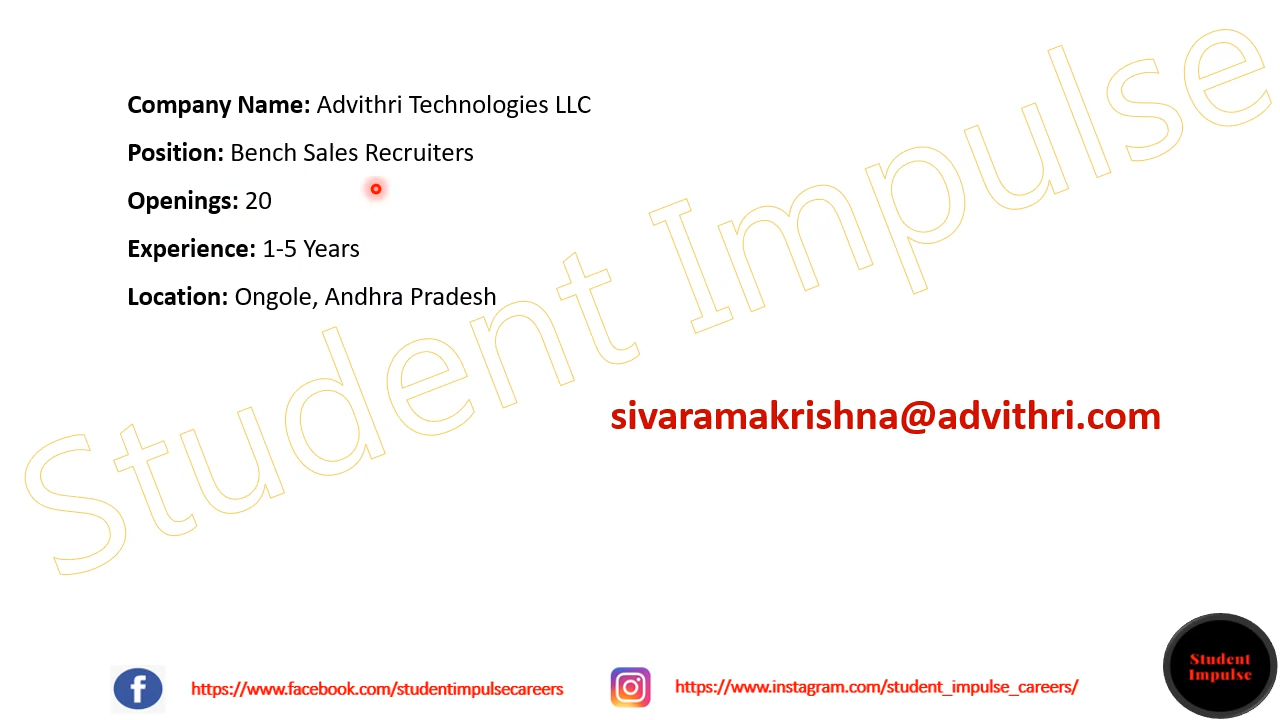 Company Name: Advithri Technologies LLC
Position: Bench Sales Recruiters
Openings: 20
Experience: 1-5 Years
Location: Ongole, Andhra Pradesh
Student Impulse
sivaramakrishna@advithri.com
https://www.facebook.com/studentimpulsecareers
https://www.instagram.com/student_impulse_careers/
Student
Impulse